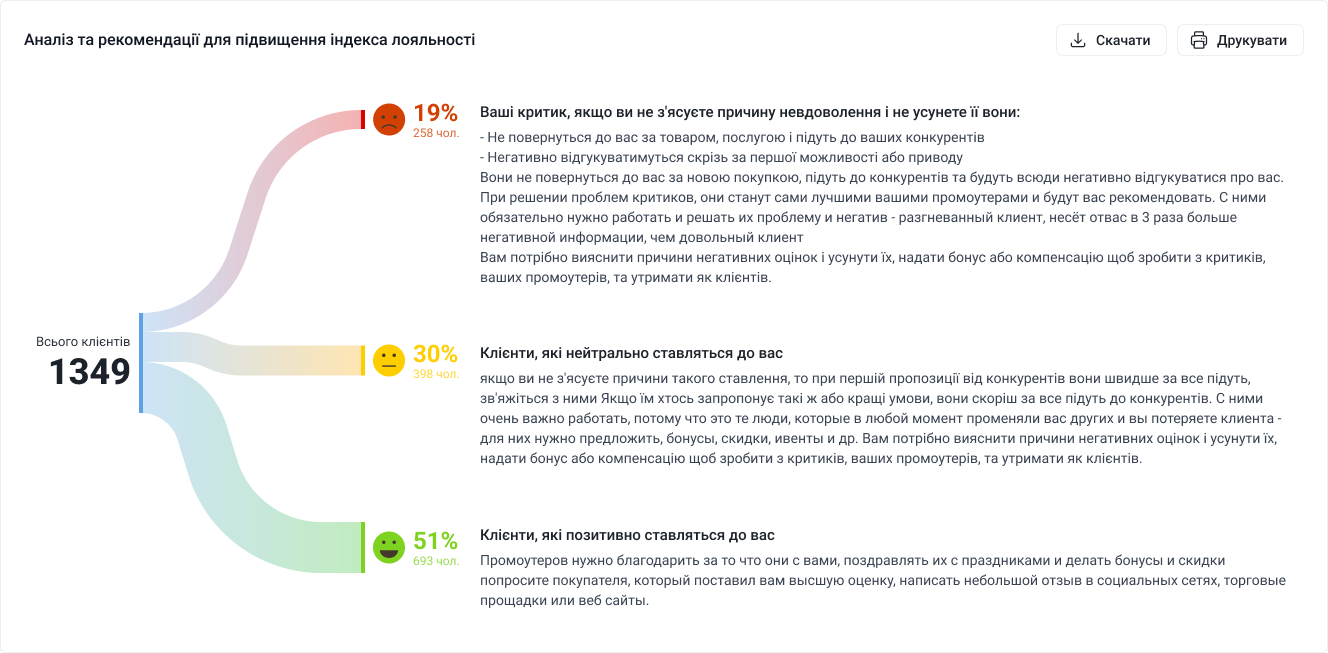 Аналіз та рекомендації для підвищення індекса лояльності
Скачати
Друкувати
19%
258 чол.
Ваші критик, якщо ви не з'ясуєте причину невдоволення і не усунете її вони:
- Не повернуться до вас за товаром, послугою і підуть до ваших конкурентів
- Негативно відгукуватимуться скрізь за першої можливості або приводу
Вони не повернуться до вас за новою покупкою, підуть до конкурентів та будуть всюди негативно відгукуватися про вас.
При решении проблем критиков, они станут сами лучшими вашими промоутерами и будут вас рекомендовать. С ними
обязательно нужно работать и решать их проблему и негатив - разгневанный клиент, несёт отвас в 3 раза больше
негативной информации, чем довольный клиент
Вам потрібно вияснити причини негативних оцінок і усунути їх, надати бонус або компенсацію щоб зробити з критиків,
ваших промоутерів, та утримати як клієнтів.
Всього клієнтів
1349
30%
398 чол.
Клієнти, які нейтрально ставляться до вас
якщо ви не з'ясуєте причини такого ставлення, то при першій пропозиції від конкурентів вони швидше за все підуть,
зв'яжіться з ними Якщо їм хтось запропонує такі ж або кращі умови, вони скоріш за все підуть до конкурентів. С ними
очень важно работать, потому что это те люди, которые в любой момент променяли вас других и вы потеряете клиента -
для них нужно предложить, бонусы, скидки, ивенты и др. Вам потрібно вияснити причини негативних оцінок і усунути їх,
надати бонус або компенсацію щоб зробити з критиків, ваших промоутерів, та утримати як клієнтів.
51%
693 чол.
Клієнти, які позитивно ставляться до вас
Промоутеров нужно благодарить за то что они с вами, поздравлять их с праздниками и делать бонусы и скидки
попросите покупателя, который поставил вам высшую оценку, написать небольшой отзыв в социальных сетях, торговые
прощадки или веб сайты.